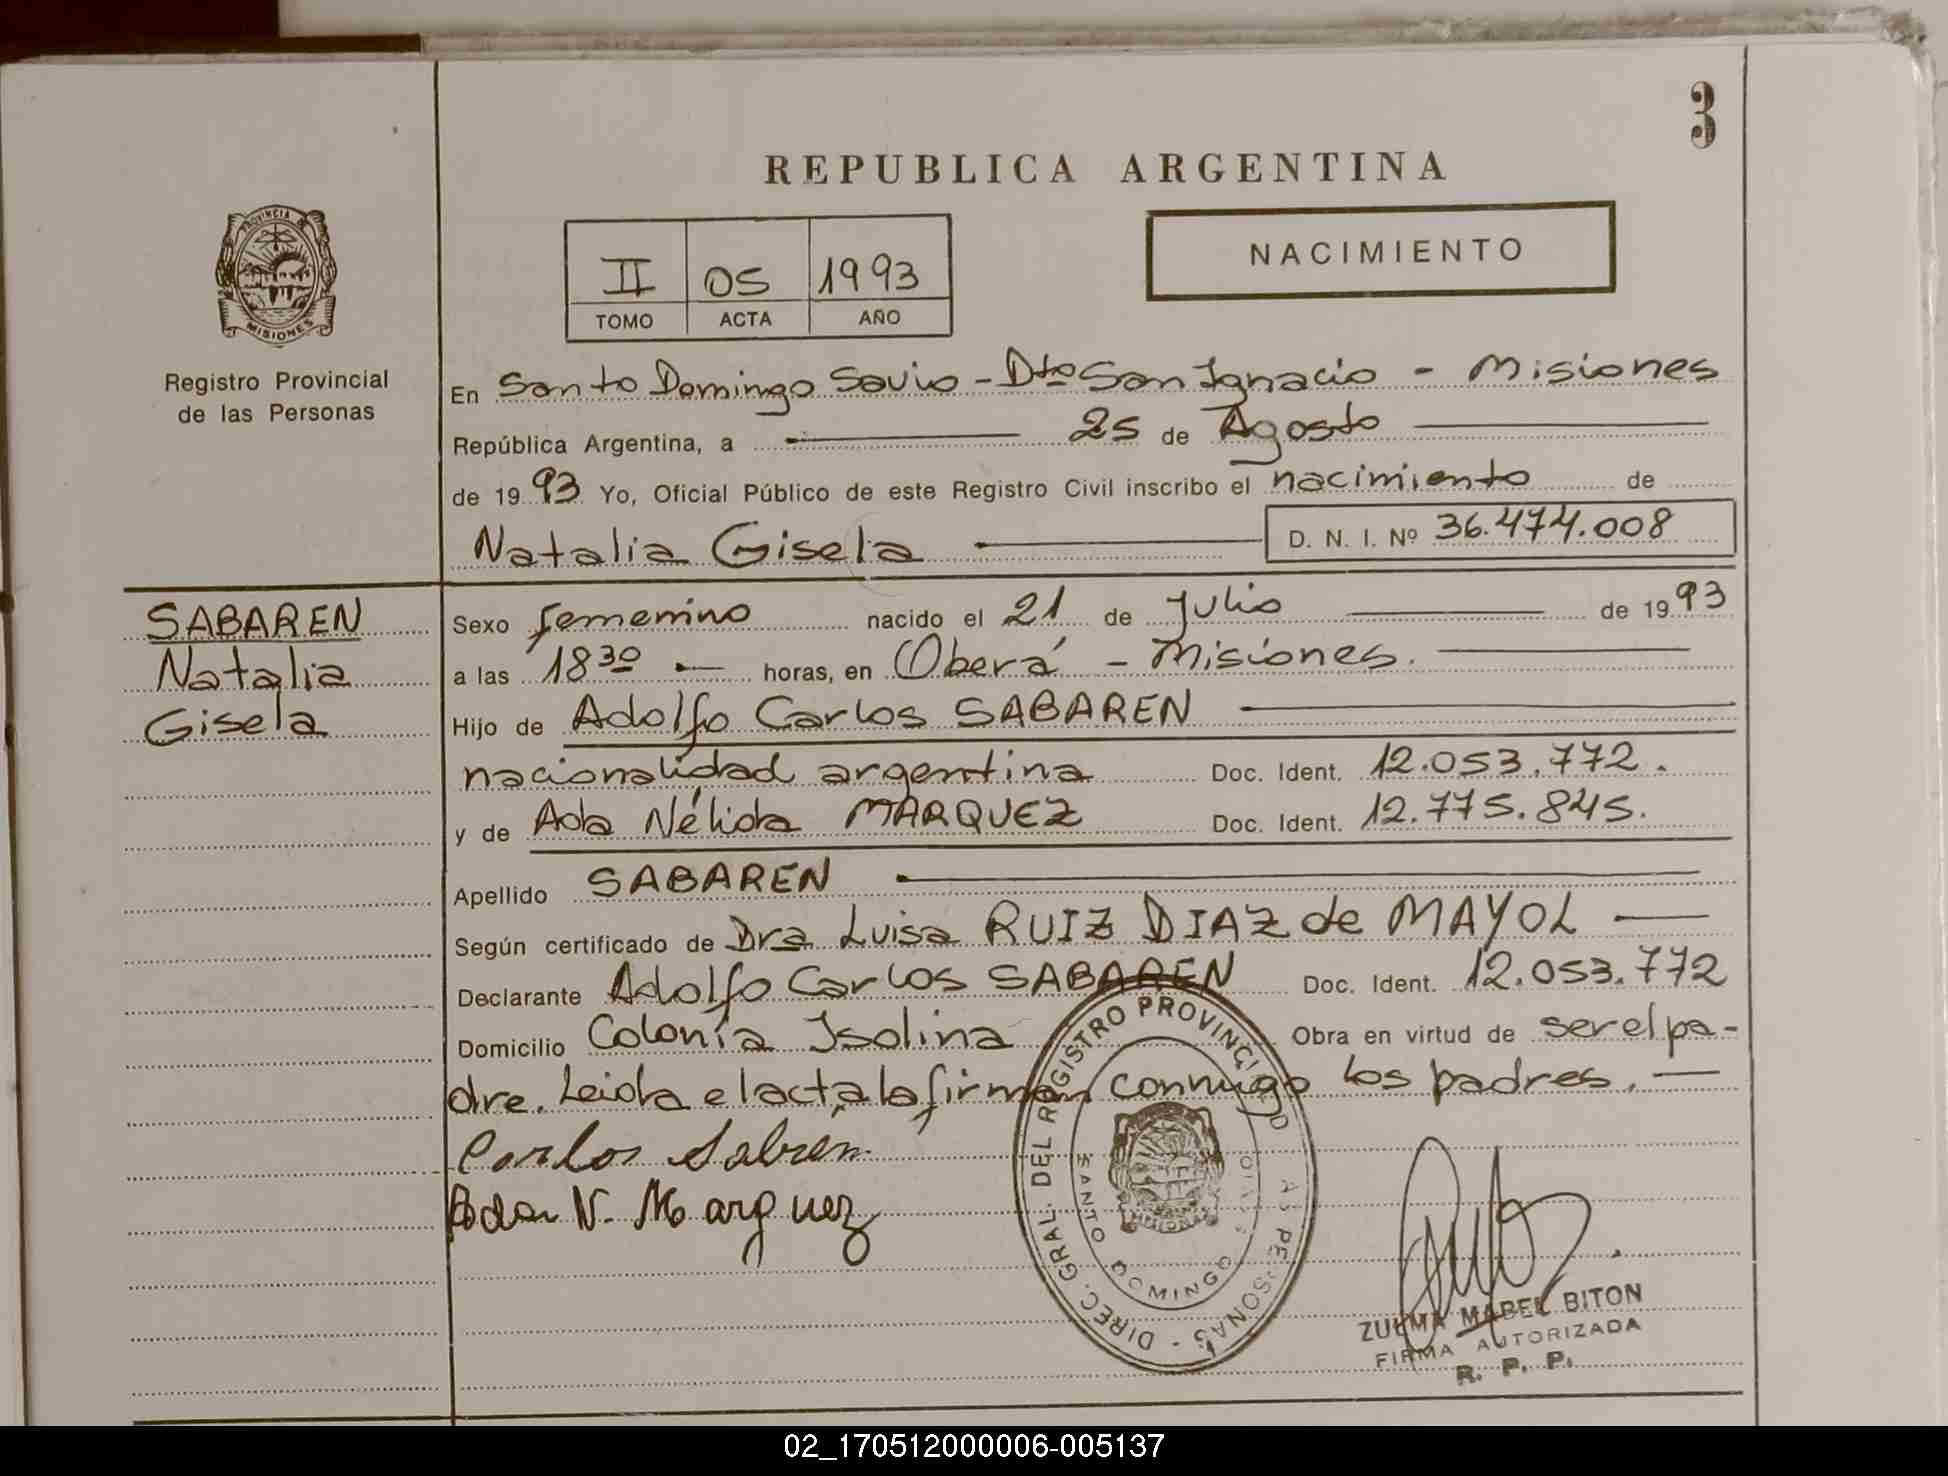 3
REPUBLICA ARGENTINA
NACIMIENTO
II 05 1993
TOMO ACTA AÑO
PROVINCIA DE
MISIONES
Registro Provincial
de las Personas
En Santo Domingo Savio - Dto San Ignacio - Misiones
República Argentina, a 25 de Agosto
de 1993 Yo, Oficial Público de este Registro Civil inscribo el nacimiento de
Natalia Gisela D. N. I. Nº 36.474.008
SABAREN
Natalia
Gisela
Sexo femenino nacido el 21 de Julio de 1993
a las 18 30 horas, en Oberá - Misiones.
Hijo de Adolfo Carlos SABAREN
nacionalidad argentina Doc. Ident. 12.053.772.
y de Ada Nélida MARQUEZ Doc. Ident. 12.775.845.
Apellido SABAREN
Según certificado de Dra Luisa RUIZ DIAZ de MAYOL
Declarante Adolfo Carlos SABAREN Doc. Ident. 12.053.772
Domicilio Colonia Isolina Obra en virtud de ser el pa-
dre. Leida el acta, la firman conmigo los padres.
Carlos Sabren
Ada N. Marquez
DIREC. GRAL. DEL REGISTRO PROVINCIAL DE LAS PERSONAS
SANTO DOMINGO
MISIONES
ZULMA MABEL BITON
FIRMA AUTORIZADA
R. P. P.
02_170512000006-005137